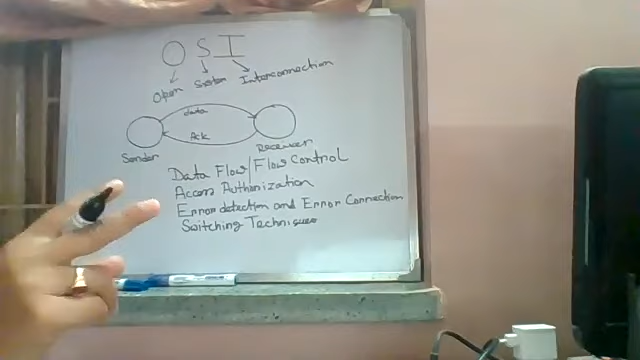 O S I
Open System Interconnection
data
Ack
Sender
Receiver
Data Flow/Flow Control
Access Authorization
Error detection and Error Connection
Switching Techniques